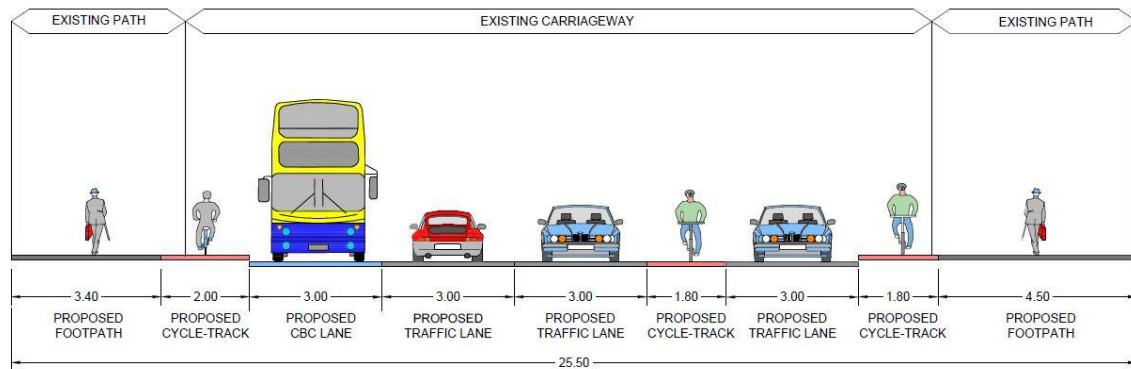 EXISTING PATH
EXISTING CARRIAGEWAY
EXISTING PATH
3.40
2.00
3.00
3.00
3.00
1.80
3.00
1.80
4.50
PROPOSED
FOOTPATH
PROPOSED
CYCLE-TRACK
PROPOSED
CBC LANE
PROPOSED
TRAFFIC LANE
PROPOSED
TRAFFIC LANE
PROPOSED
CYCLE-TRACK
PROPOSED
TRAFFIC LANE
PROPOSED
CYCLE-TRACK
PROPOSED
FOOTPATH
25.50